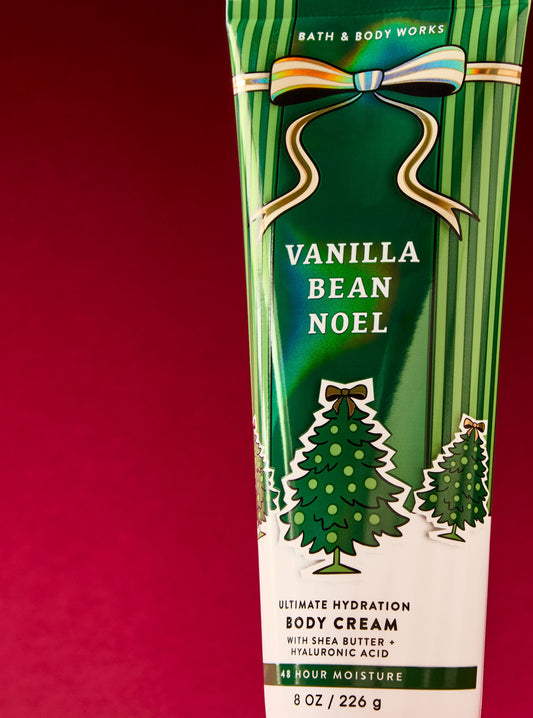 BATH & BODY WORKS
VANILLA
BEAN
NOEL
ULTIMATE HYDRATION
BODY CREAM
WITH SHEA BUTTER +
HYALURONIC ACID
48 HOUR MOISTURE
8 OZ / 226 g